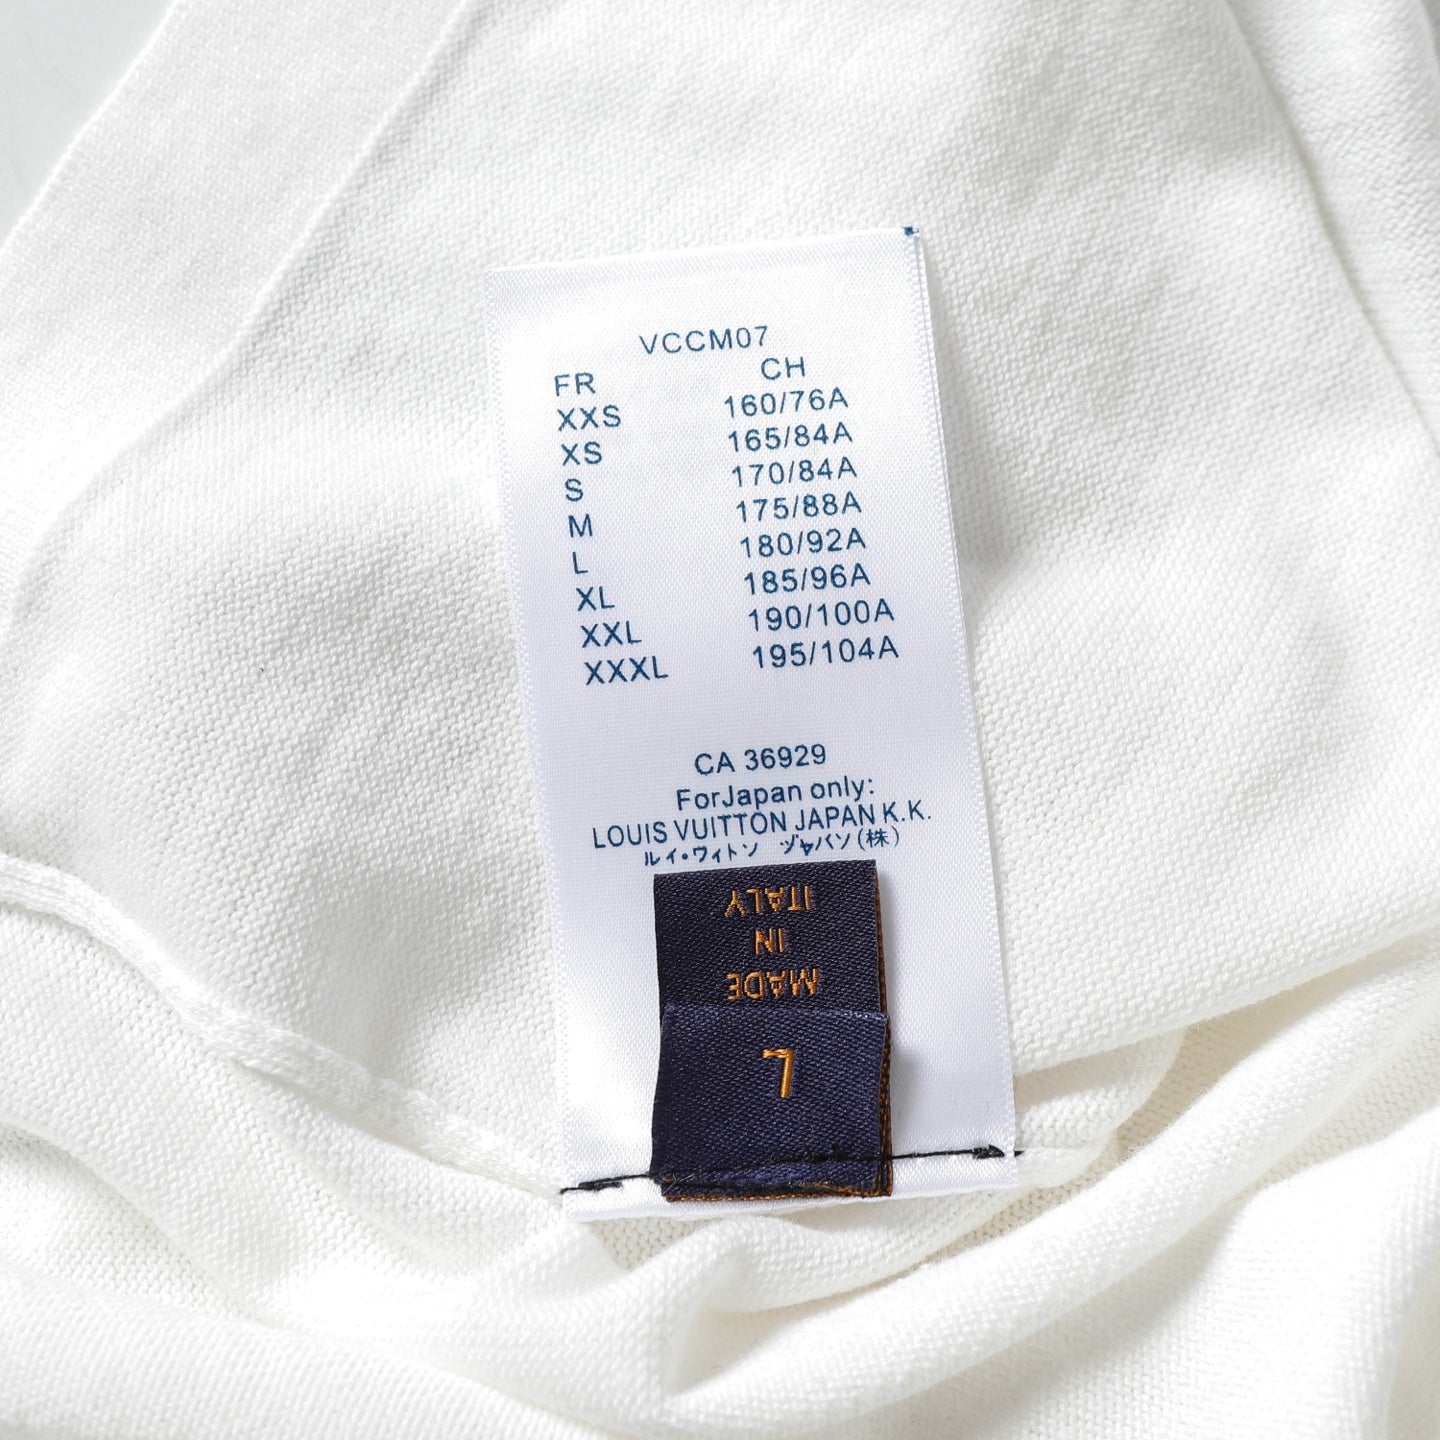 VCCM07
FR CH
XXS 160/76A
XS 165/84A
S 170/84A
M 175/88A
L 180/92A
XL 185/96A
XXL 190/100A
XXXL 195/104A
CA 36929
ForJapan only:
LOUIS VUITTON JAPAN K.K.
ルイ・ヴィトン ジャパン(株)
MADE
IN
ITALY
L